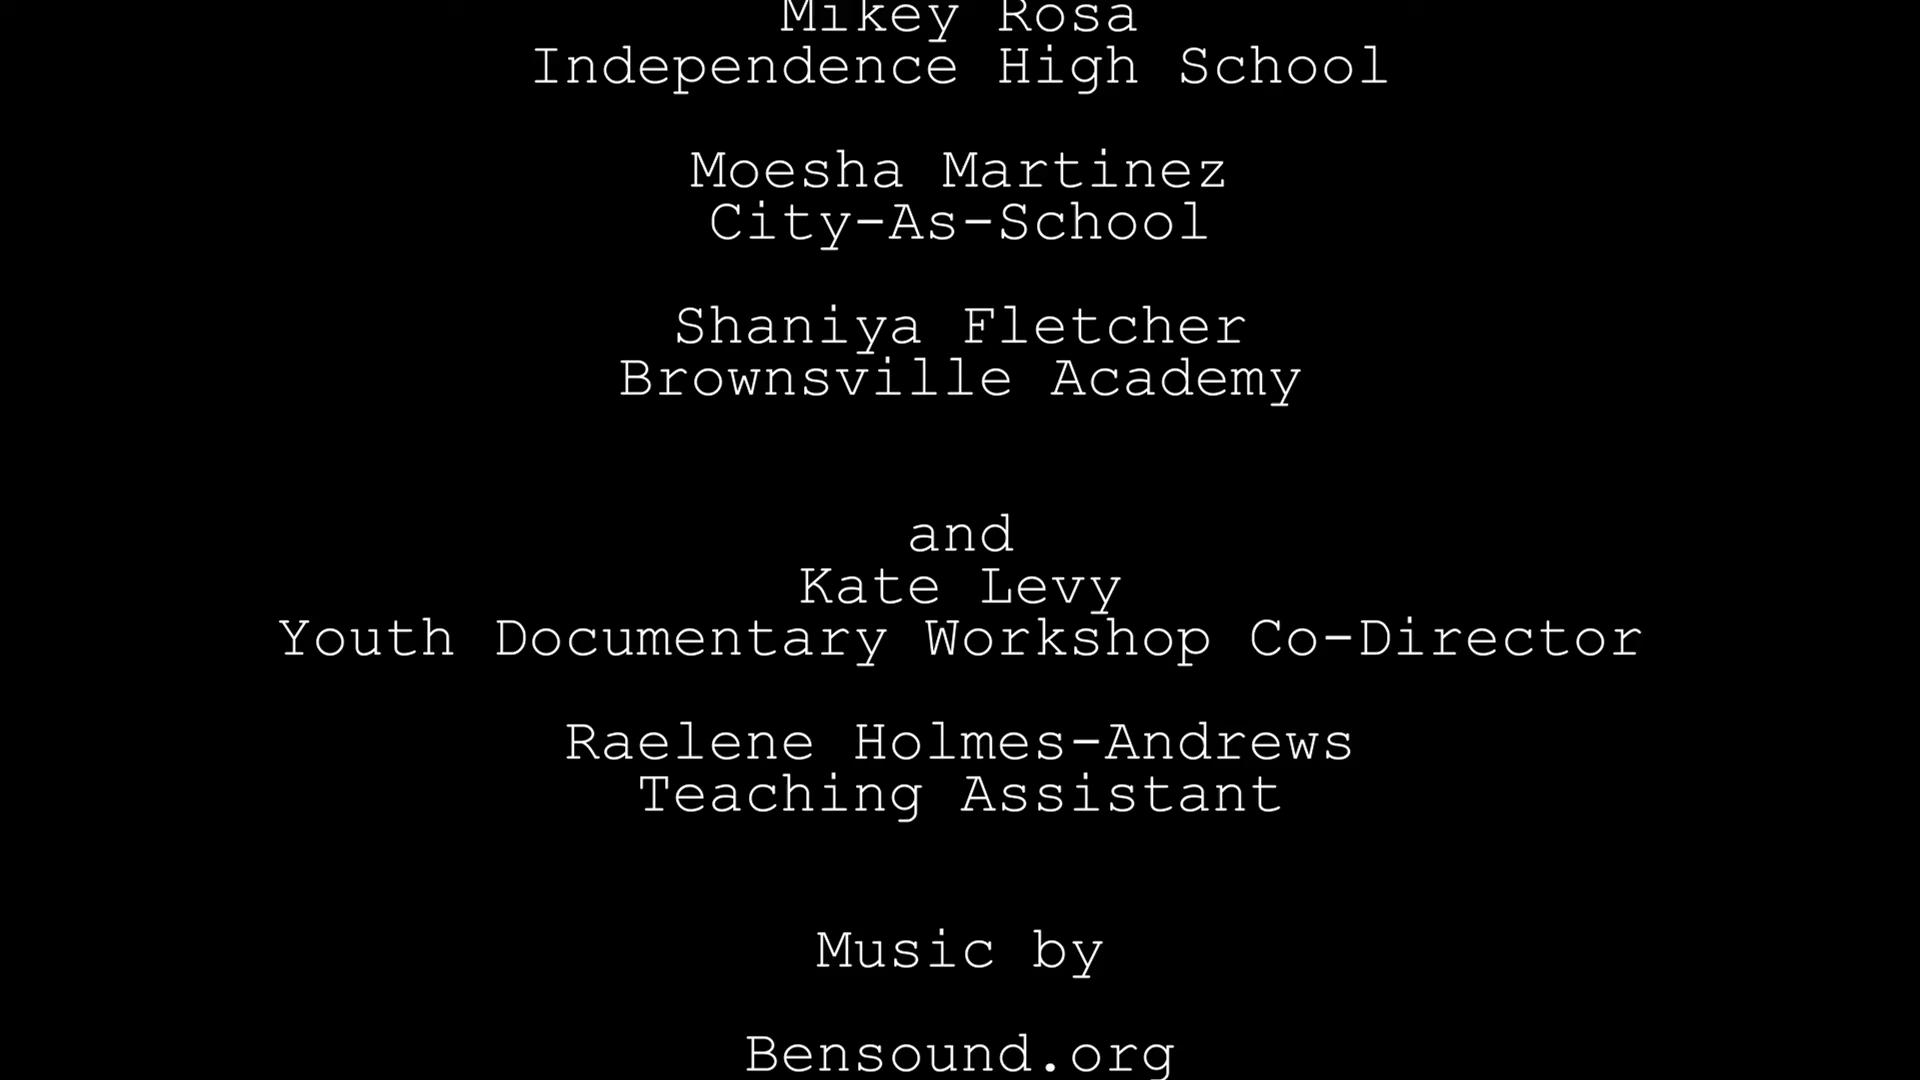 Mikey Rosa
Independence High School
Moesha Martinez
City-As-School
Shaniya Fletcher
Brownsville Academy
and
Kate Levy
Youth Documentary Workshop Co-Director
Raelene Holmes-Andrews
Teaching Assistant
Music by
Bensound.org